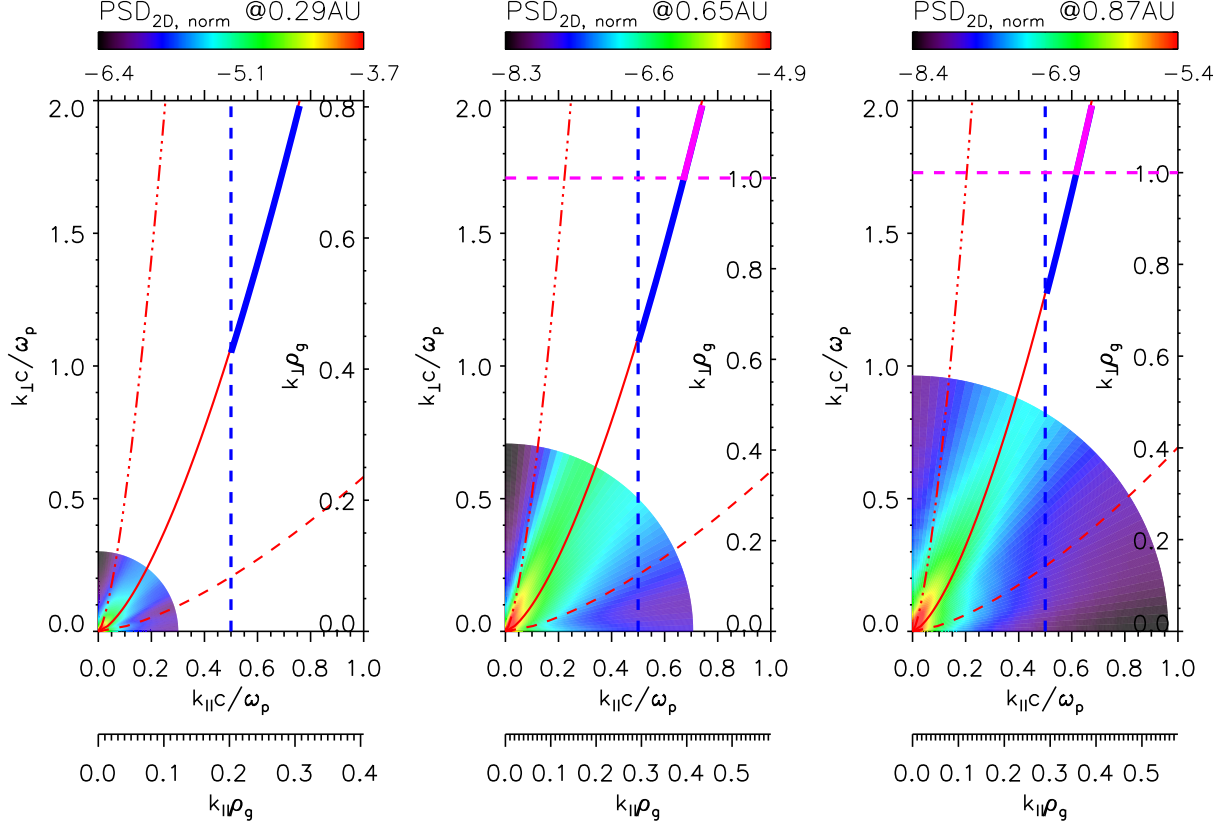 PSD2D, norm @0.29AU
−6.4 −5.1 −3.7
2.0
1.5
1.0
0.5
0.0
k⊥c/ωp
0.8
0.6
0.4
0.2
0.0
k⊥ρg
0.0 0.2 0.4 0.6 0.8 1.0
k||c/ωp
0.0 0.1 0.2 0.3 0.4
k||ρg
PSD2D, norm @0.65AU
−8.3 −6.6 −4.9
2.0
1.5
1.0
0.5
0.0
k⊥c/ωp
1.0
0.8
0.6
0.4
0.2
0.0
k⊥ρg
0.0 0.2 0.4 0.6 0.8 1.0
k||c/ωp
0.0 0.1 0.2 0.3 0.4 0.5
k||ρg
PSD2D, norm @0.87AU
−8.4 −6.9 −5.4
2.0
1.5
1.0
0.5
0.0
k⊥c/ωp
1.0
0.8
0.6
0.4
0.2
0.0
k⊥ρg
0.0 0.2 0.4 0.6 0.8 1.0
k||c/ωp
0.0 0.1 0.2 0.3 0.4 0.5
k||ρg